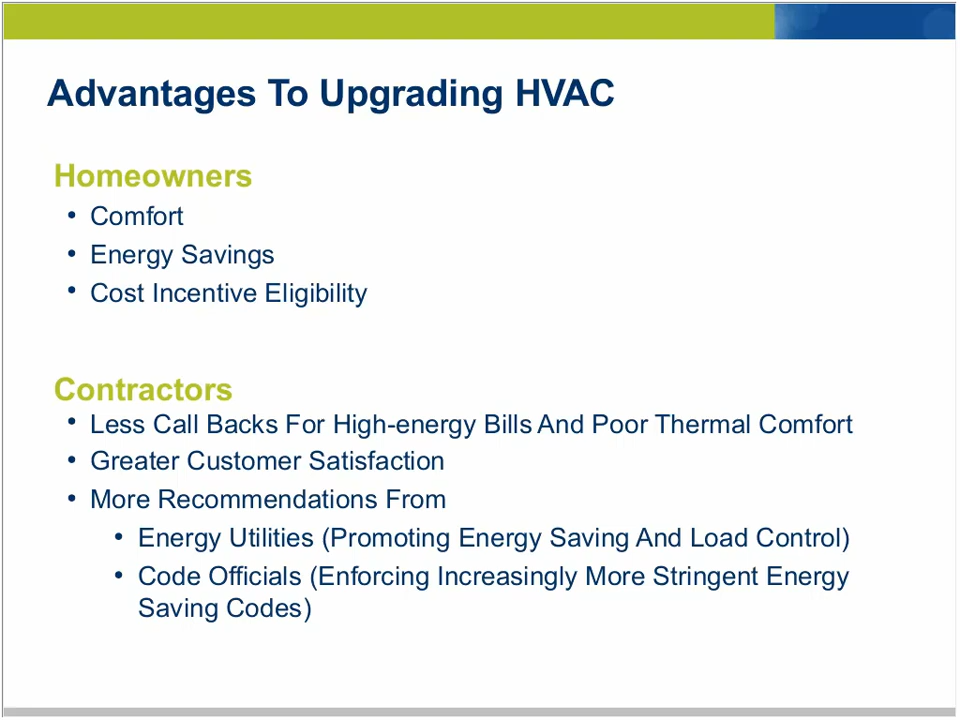 Advantages To Upgrading HVAC
Homeowners
• Comfort
• Energy Savings
• Cost Incentive Eligibility
Contractors
• Less Call Backs For High-energy Bills And Poor Thermal Comfort
• Greater Customer Satisfaction
• More Recommendations From
• Energy Utilities (Promoting Energy Saving And Load Control)
• Code Officials (Enforcing Increasingly More Stringent Energy
Saving Codes)